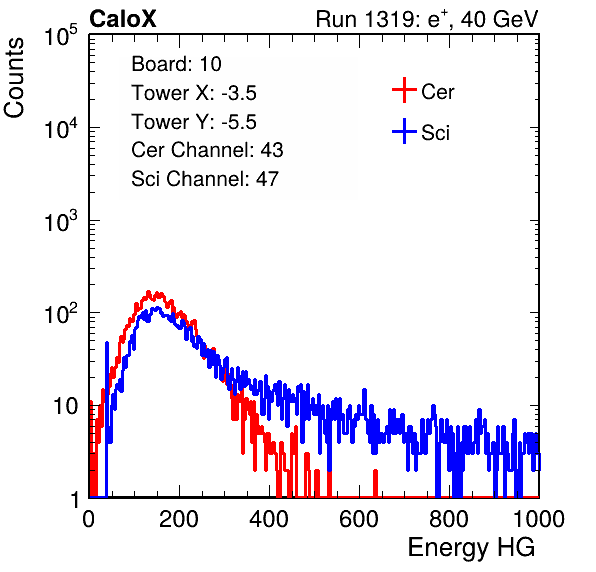 CaloX Run 1319: e⁺, 40 GeV
Counts
Board: 10
Tower X: -3.5
Tower Y: -5.5
Cer Channel: 43
Sci Channel: 47
Cer
Sci
10⁵
10⁴
10³
10²
10
1
0 200 400 600 800 1000
Energy HG